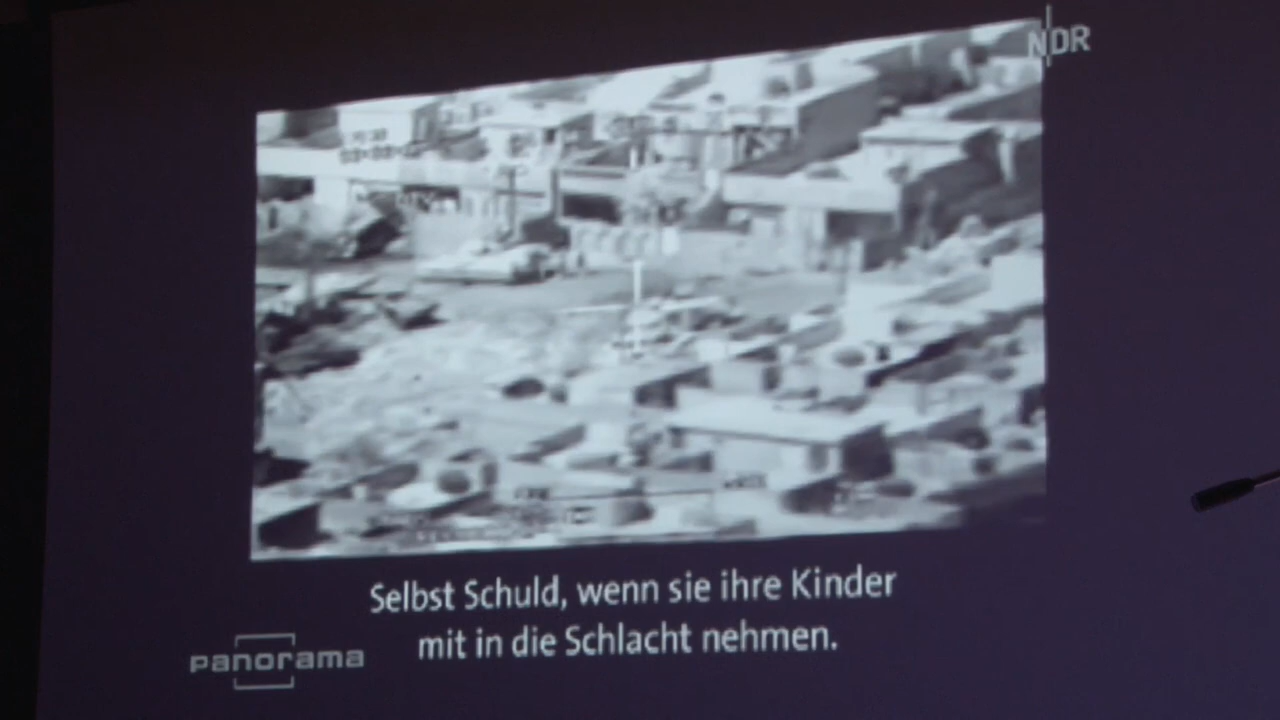 NDR
Selbst Schuld, wenn sie ihre Kinder
mit in die Schlacht nehmen.
panorama